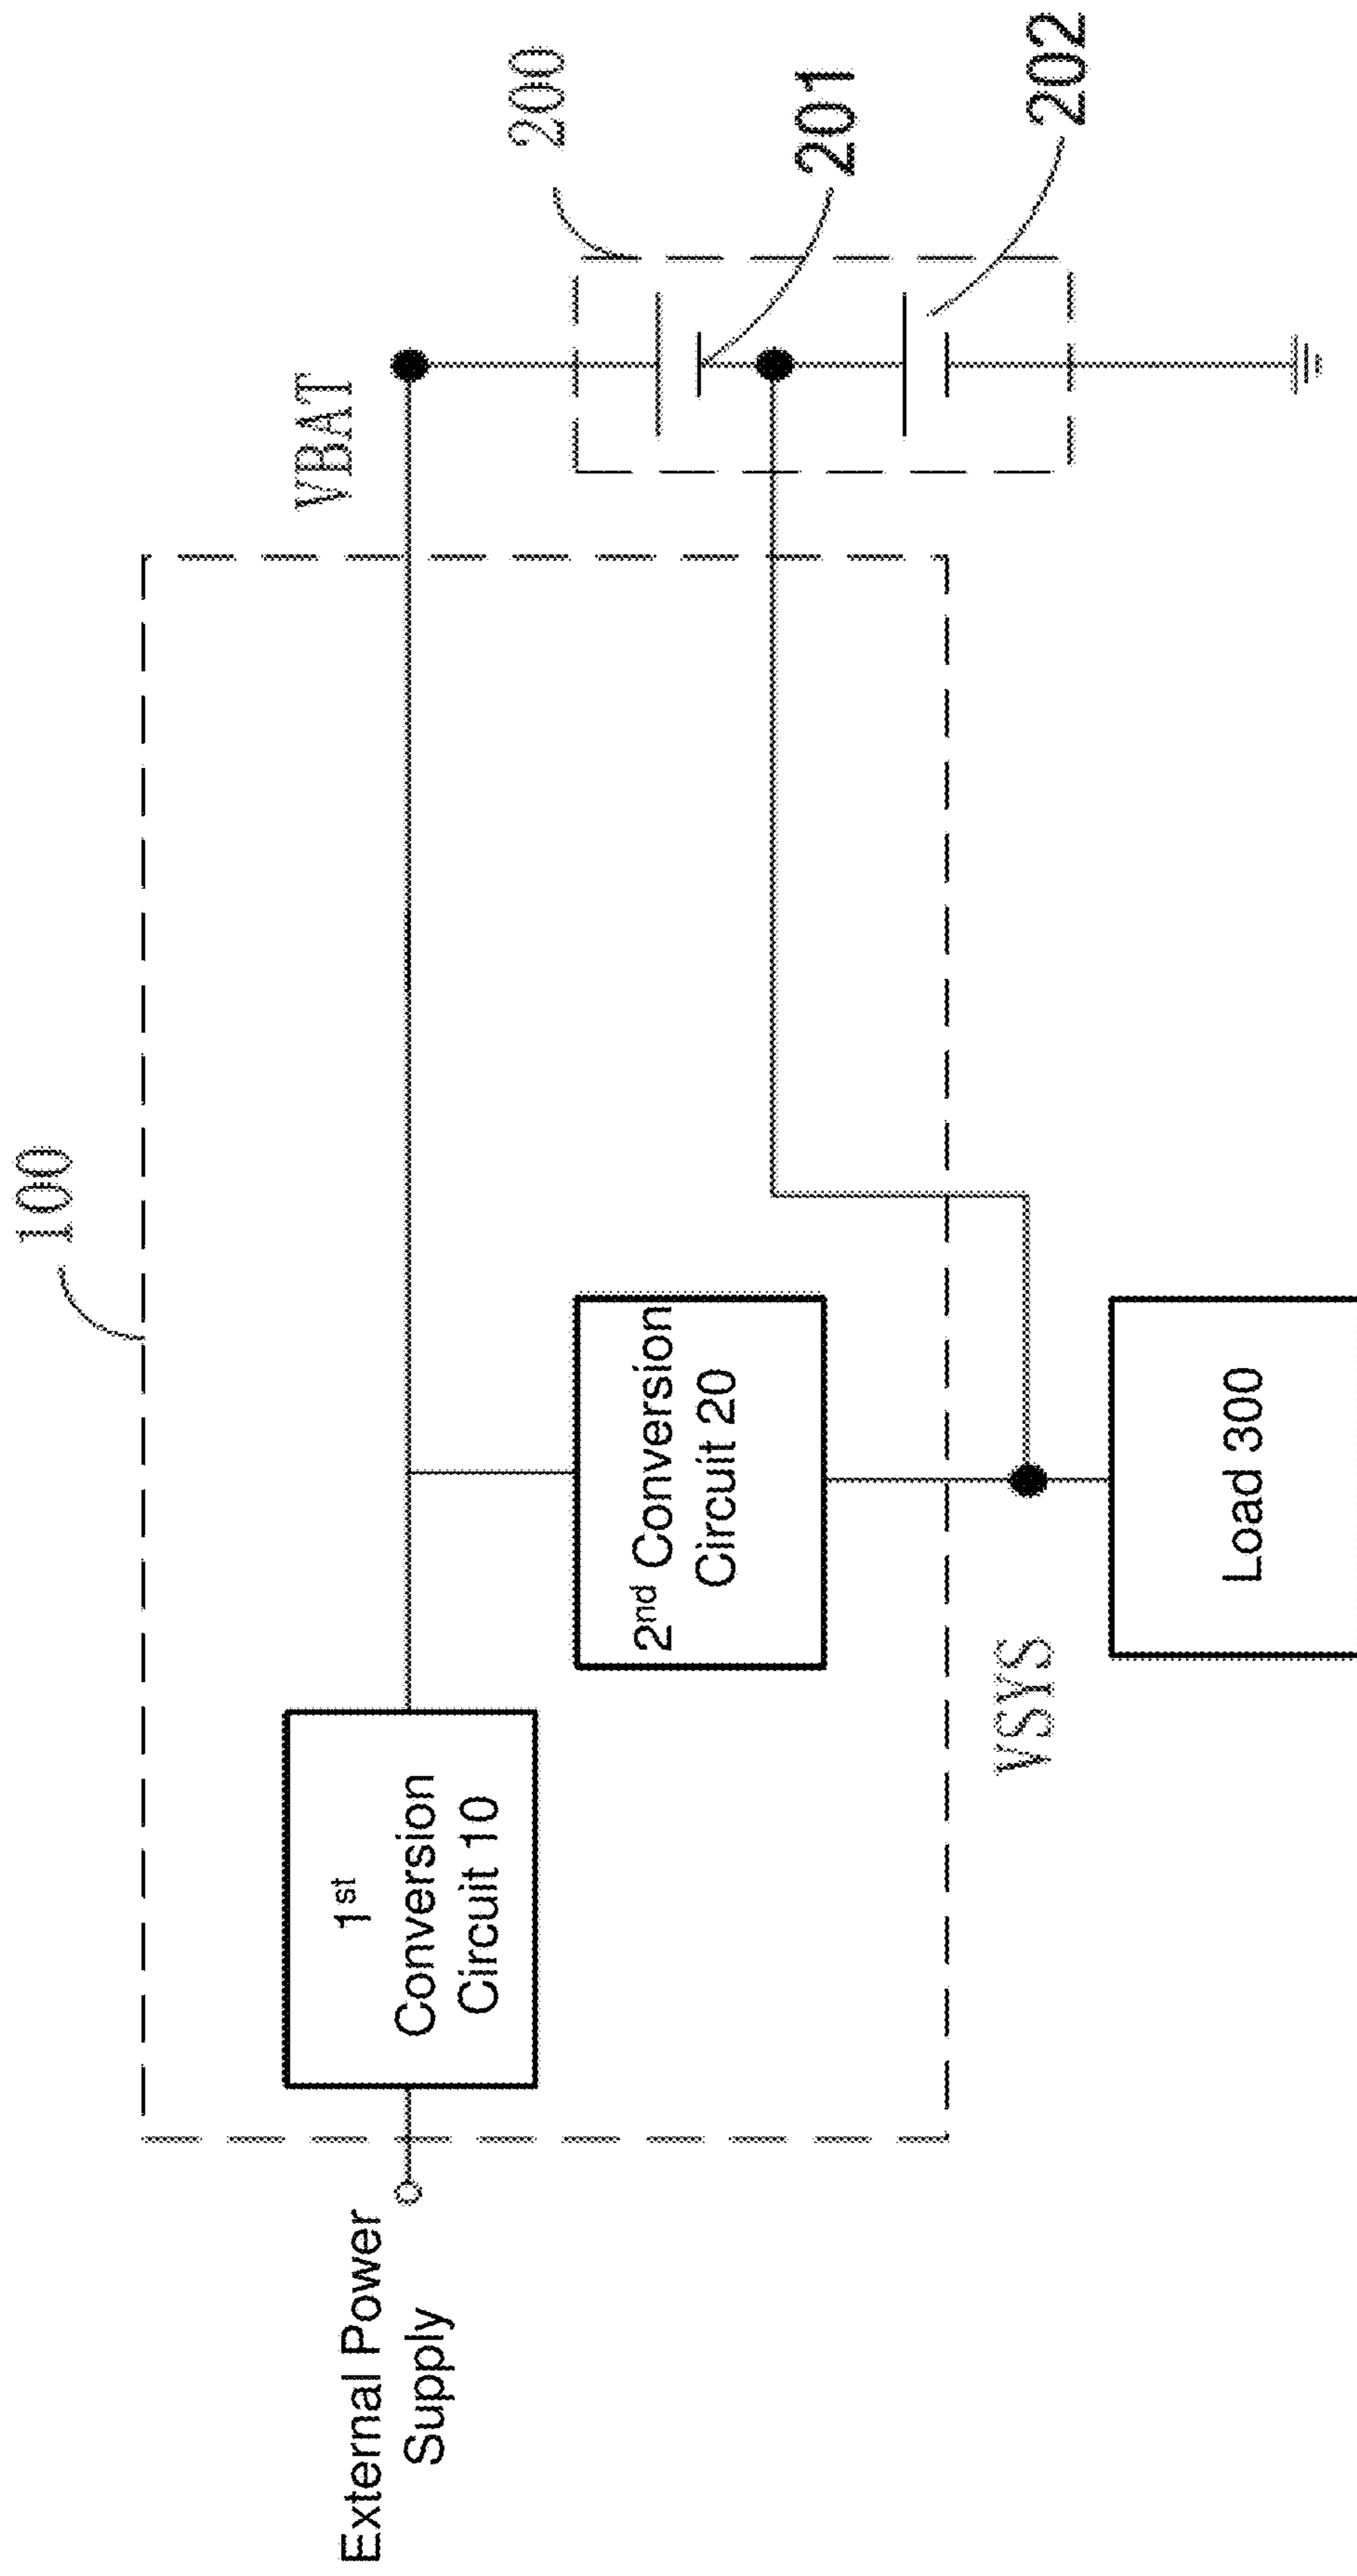 100
VBAT
200
201
202
External Power
Supply
1st
Conversion
Circuit 10
2nd Conversion
Circuit 20
VSYS
Load 300